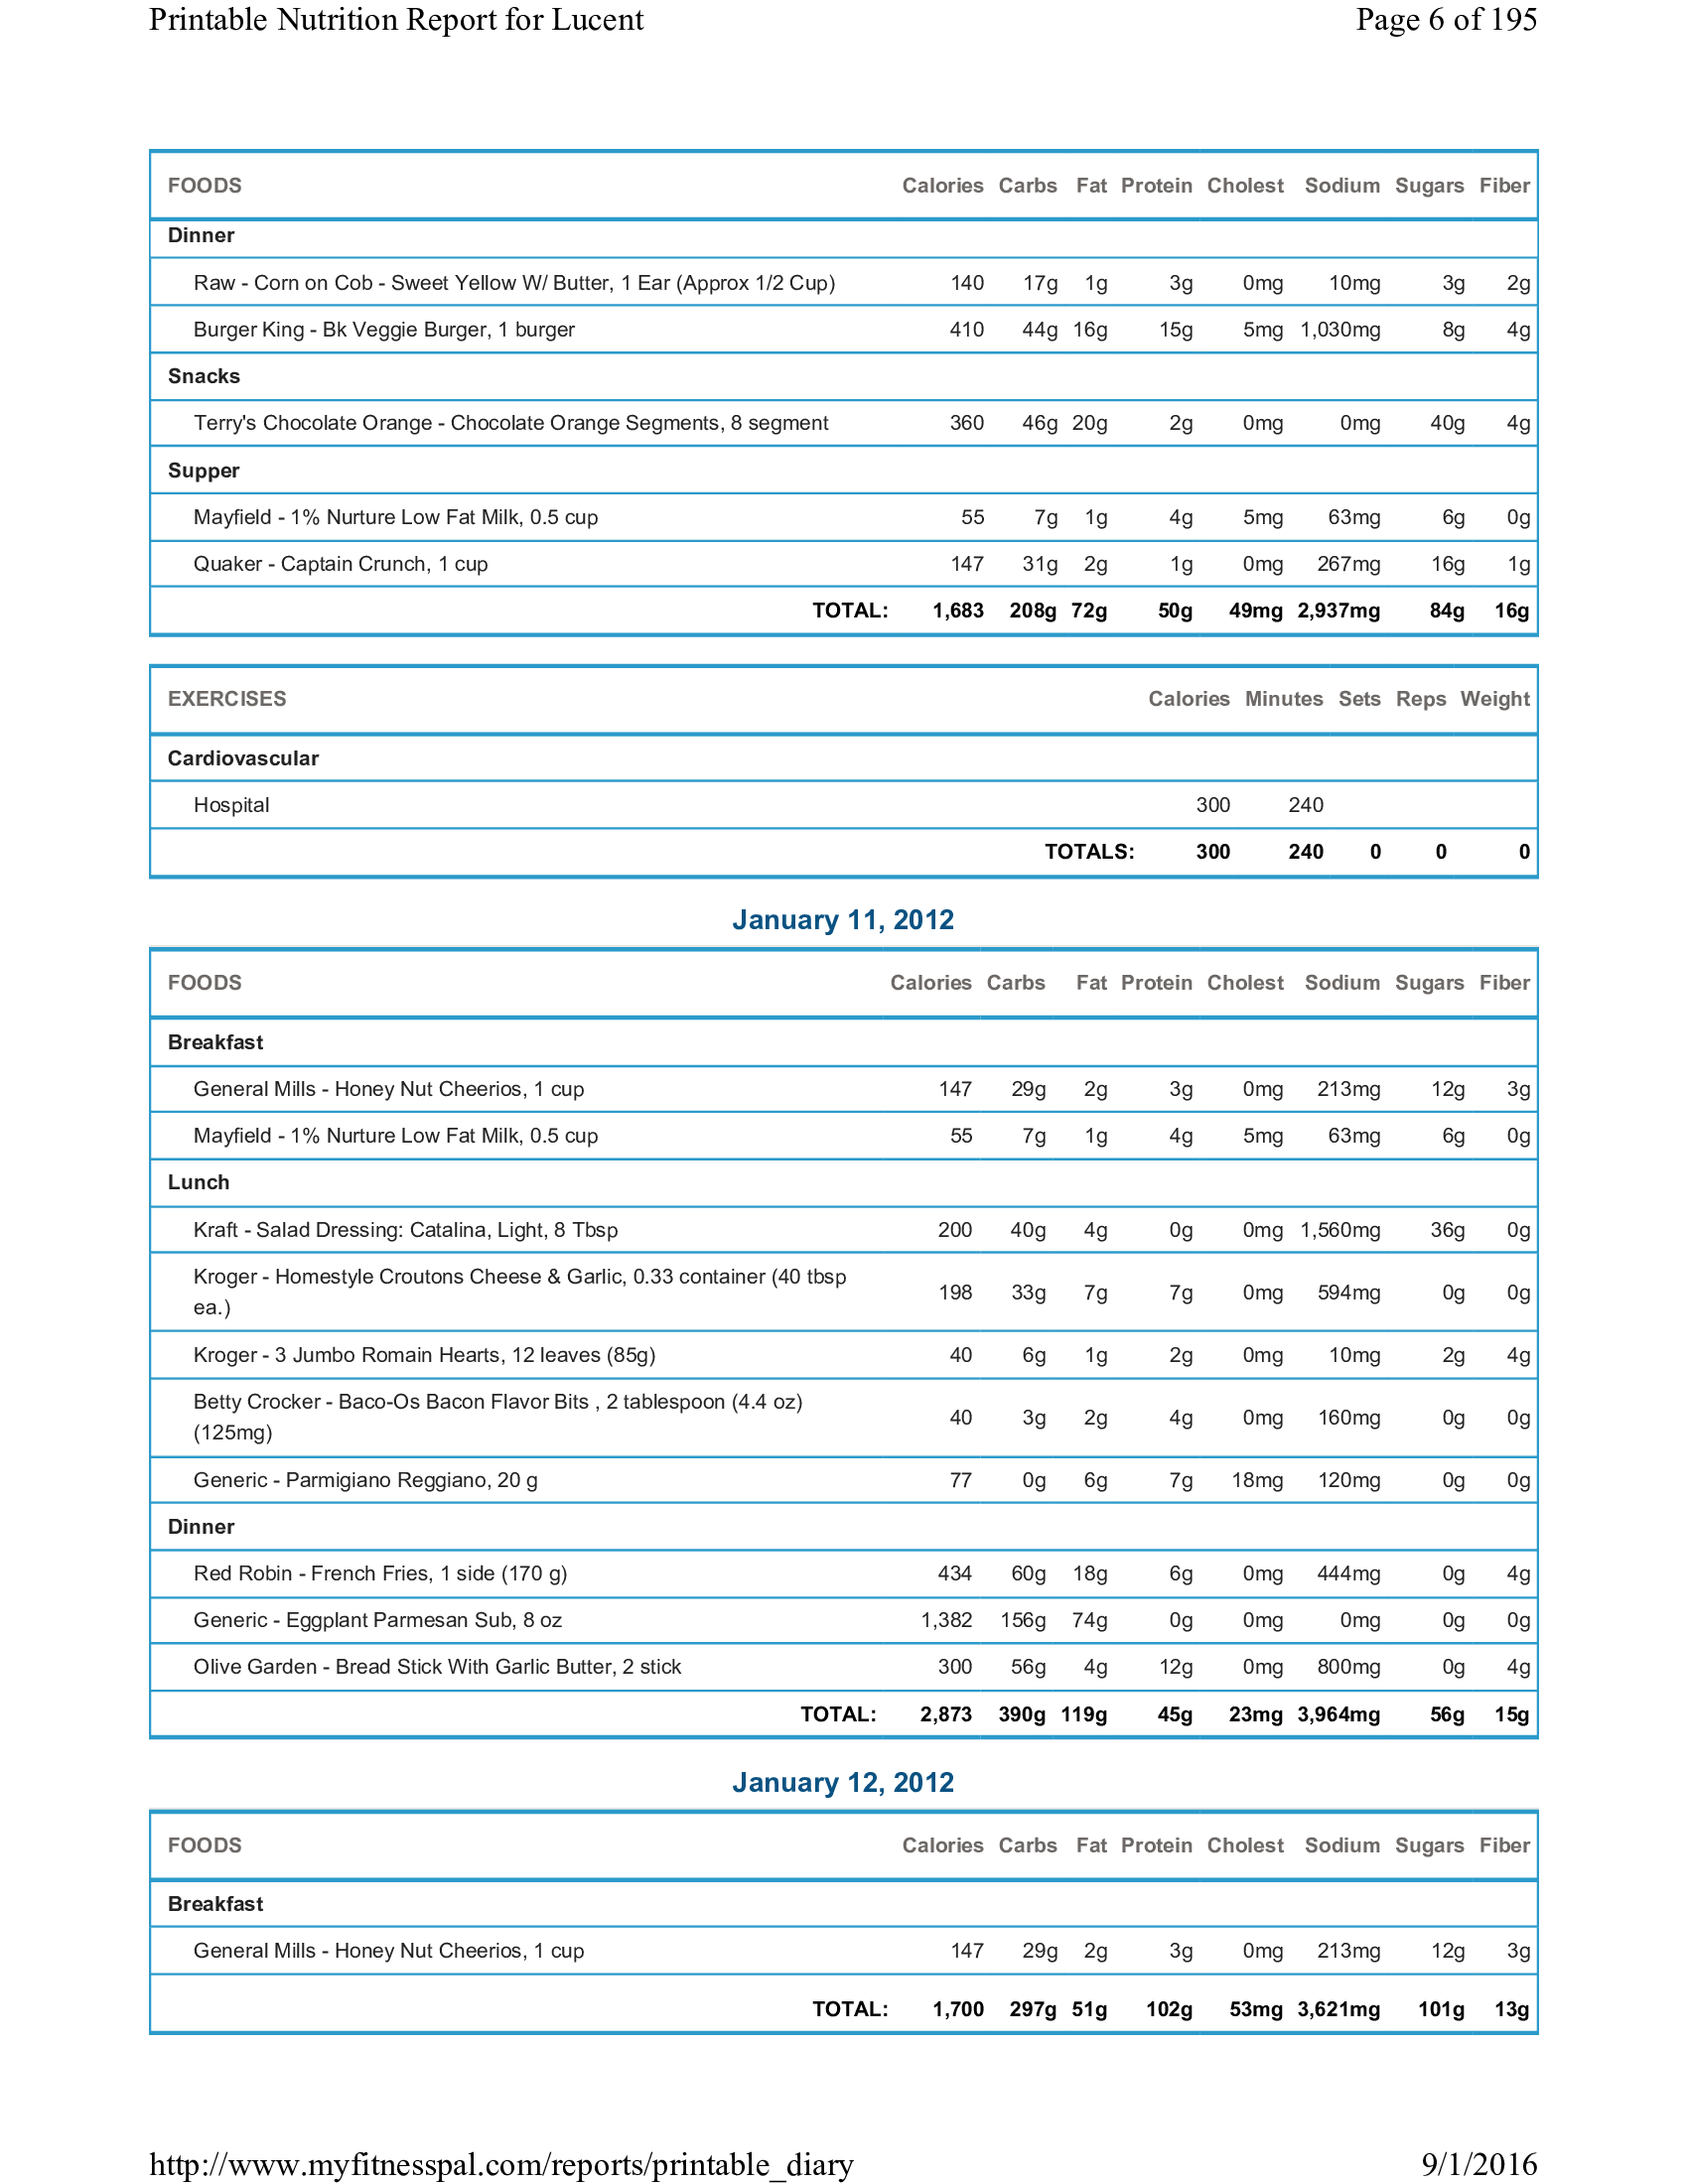 Printable Nutrition Report for Lucent Page 6 of 195
FOODS Calories Carbs Fat Protein Cholest Sodium Sugars Fiber
Dinner
Raw - Corn on Cob - Sweet Yellow W/ Butter, 1 Ear (Approx 1/2 Cup) 140 17g 1g 3g 0mg 10mg 3g 2g
Burger King - Bk Veggie Burger, 1 burger 410 44g 16g 15g 5mg 1,030mg 8g 4g
Snacks
Terry's Chocolate Orange - Chocolate Orange Segments, 8 segment 360 46g 20g 2g 0mg 0mg 40g 4g
Supper
Mayfield - 1% Nurture Low Fat Milk, 0.5 cup 55 7g 1g 4g 5mg 63mg 6g 0g
Quaker - Captain Crunch, 1 cup 147 31g 2g 1g 0mg 267mg 16g 1g
TOTAL: 1,683 208g 72g 50g 49mg 2,937mg 84g 16g
EXERCISES Calories Minutes Sets Reps Weight
Cardiovascular
Hospital 300 240
TOTALS: 300 240 0 0 0
January 11, 2012
FOODS Calories Carbs Fat Protein Cholest Sodium Sugars Fiber
Breakfast
General Mills - Honey Nut Cheerios, 1 cup 147 29g 2g 3g 0mg 213mg 12g 3g
Mayfield - 1% Nurture Low Fat Milk, 0.5 cup 55 7g 1g 4g 5mg 63mg 6g 0g
Lunch
Kraft - Salad Dressing: Catalina, Light, 8 Tbsp 200 40g 4g 0g 0mg 1,560mg 36g 0g
Kroger - Homestyle Croutons Cheese & Garlic, 0.33 container (40 tbsp
ea.) 198 33g 7g 7g 0mg 594mg 0g 0g
Kroger - 3 Jumbo Romain Hearts, 12 leaves (85g) 40 6g 1g 2g 0mg 10mg 2g 4g
Betty Crocker - Baco-Os Bacon Flavor Bits , 2 tablespoon (4.4 oz)
(125mg) 40 3g 2g 4g 0mg 160mg 0g 0g
Generic - Parmigiano Reggiano, 20 g 77 0g 6g 7g 18mg 120mg 0g 0g
Dinner
Red Robin - French Fries, 1 side (170 g) 434 60g 18g 6g 0mg 444mg 0g 4g
Generic - Eggplant Parmesan Sub, 8 oz 1,382 156g 74g 0g 0mg 0mg 0g 0g
Olive Garden - Bread Stick With Garlic Butter, 2 stick 300 56g 4g 12g 0mg 800mg 0g 4g
TOTAL: 2,873 390g 119g 45g 23mg 3,964mg 56g 15g
January 12, 2012
FOODS Calories Carbs Fat Protein Cholest Sodium Sugars Fiber
Breakfast
General Mills - Honey Nut Cheerios, 1 cup 147 29g 2g 3g 0mg 213mg 12g 3g
TOTAL: 1,700 297g 51g 102g 53mg 3,621mg 101g 13g
http://www.myfitnesspal.com/reports/printable_diary 9/1/2016